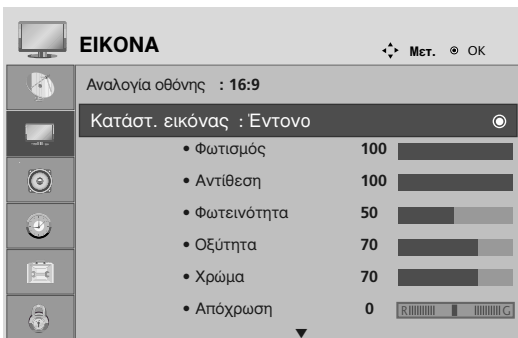 ΕΙΚΟΝΑ
Μετ. OK
Αναλογία οθόνης : 16:9
Κατάστ. εικόνας : Έντονο
• Φωτισμός 100
• Αντίθεση 100
• Φωτεινότητα 50
• Οξύτητα 70
• Χρώμα 70
• Απόχρωση 0 R G